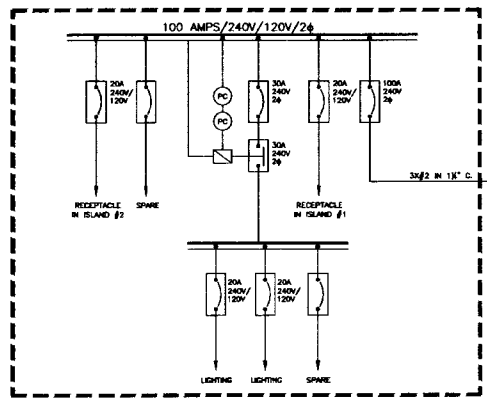 100 AMPS/240V/120V/2ϕ
20A
240V/
120V
PC
PC
30A
240V
2ϕ
20A
240V/
120V
100A
240V
2ϕ
30A
240V
2ϕ
3X#2 IN 1¼" C.
RECEPTACLE
IN ISLAND #2
SPARE
RECEPTACLE
IN ISLAND #1
20A
240V/
120V
20A
240V/
120V
LIGHTING
LIGHTING
SPARE